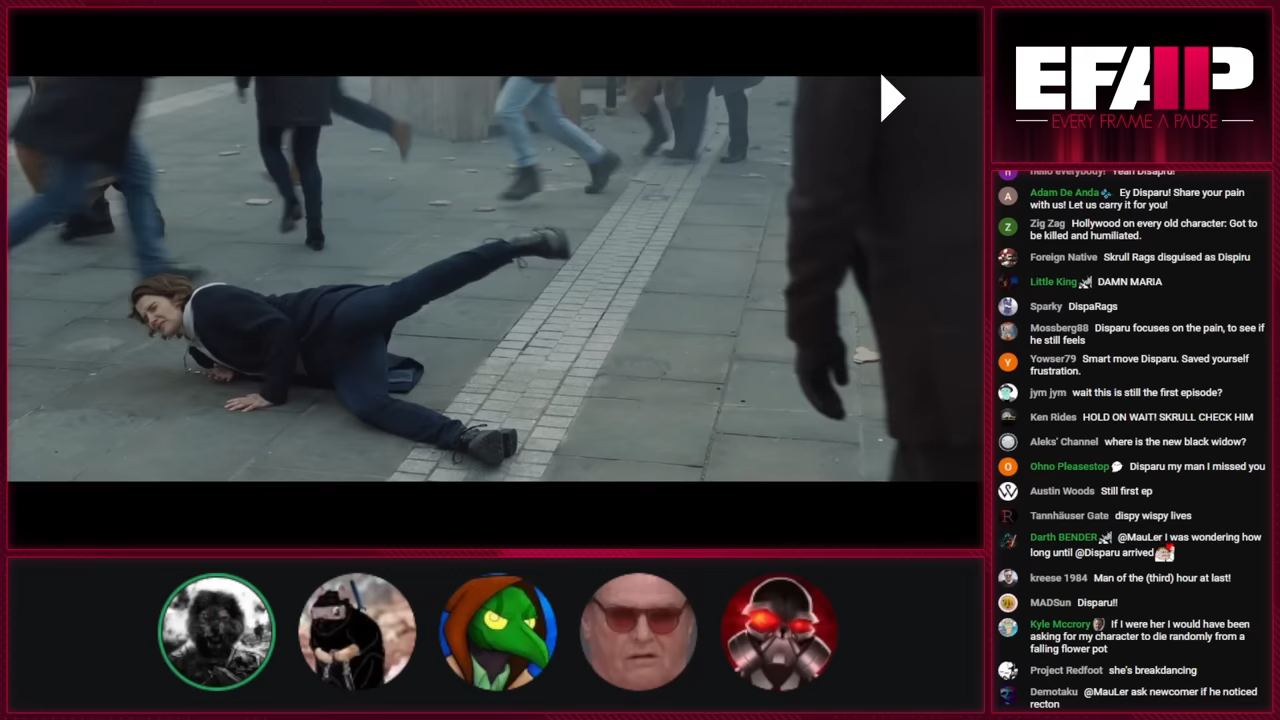 EFAP
EVERY FRAME A PAUSE
hello everybody! Yeah Disapru!
Adam De Anda Ey Disparu! Share your pain
with us! Let us carry it for you!
Zig Zag Hollywood on every old character: Got to
be killed and humiliated.
Foreign Native Skrull Rags disguised as Dispiru
Little King DAMN MARIA
Sparky DispaRags
Mossberg88 Disparu focuses on the pain, to see if
he still feels
Yowser79 Smart move Disparu. Saved yourself
frustration.
jym jym wait this is still the first episode?
Ken Rides HOLD ON WAIT! SKRULL CHECK HIM
Aleks' Channel where is the new black widow?
Ohno Pleasestop Disparu my man I missed you
Austin Woods Still first ep
Tannhäuser Gate dispy wispy lives
Darth BENDER @MauLer I was wondering how
long until @Disparu arrived
kreese 1984 Man of the (third) hour at last!
MADSun Disparu!!
Kyle Mccrory If I were her I would have been
asking for my character to die randomly from a
falling flower pot
Project Redfoot she's breakdancing
Demotaku @MauLer ask newcomer if he noticed
recton